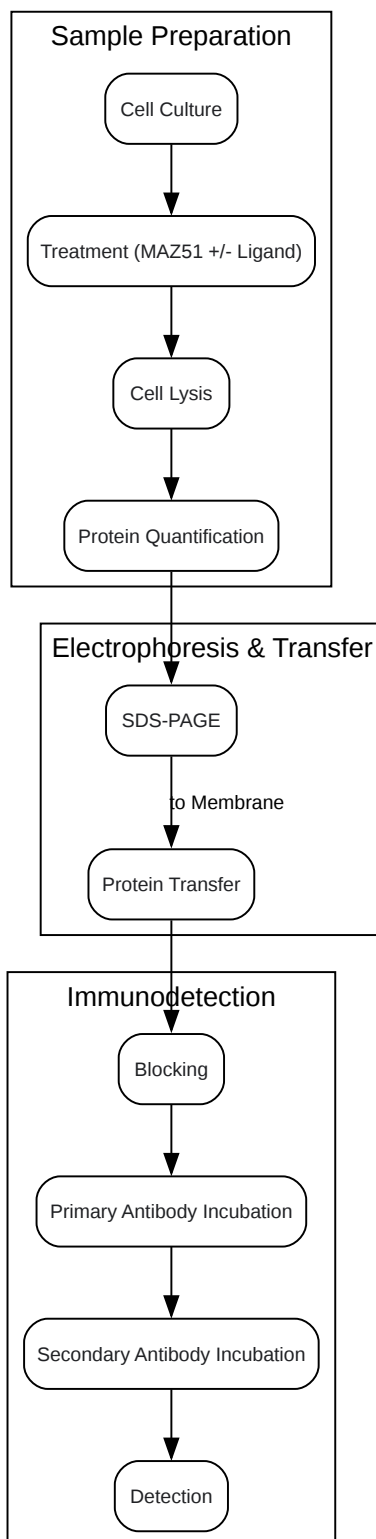 Sample Preparation
Cell Culture
Treatment (MAZ51 +/- Ligand)
Cell Lysis
Protein Quantification
Electrophoresis & Transfer
SDS-PAGE
to Membrane
Protein Transfer
Immunodetection
Blocking
Primary Antibody Incubation
Secondary Antibody Incubation
Detection